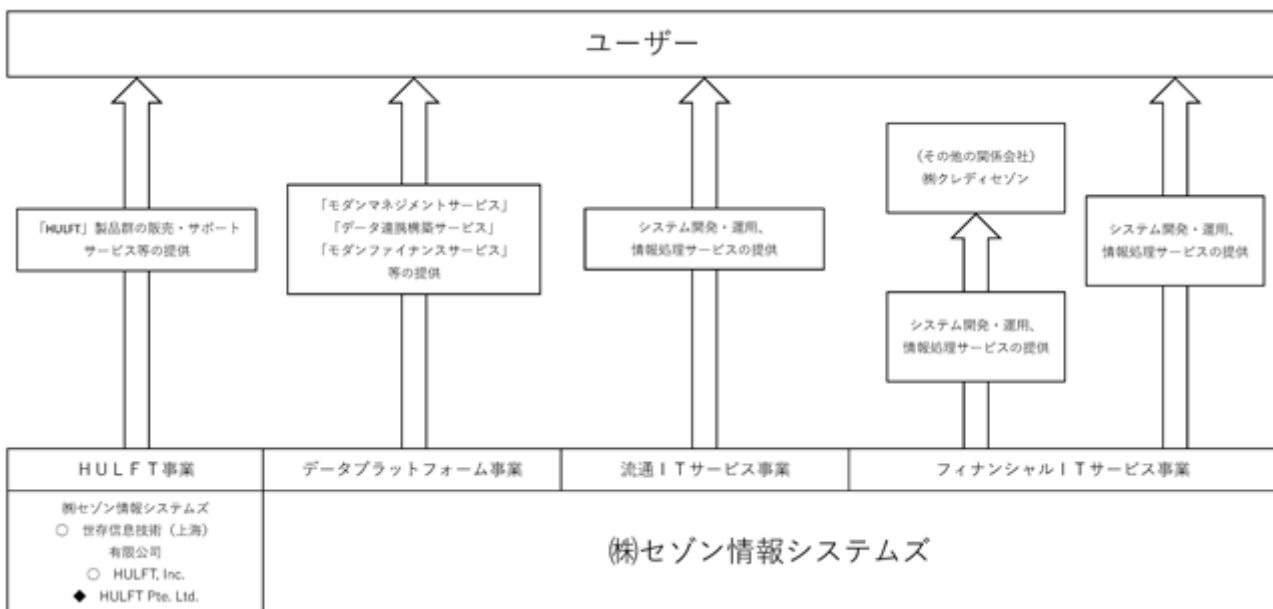 ユーザー
「HULFT」製品群の販売・サポート
サービス等の提供
「モダンマネジメントサービス」
「データ連携構築サービス」
「モダンファイナンスサービス」
等の提供
システム開発・運用、
情報処理サービスの提供
(その他の関係会社)
㈱クレディセゾン
システム開発・運用、
情報処理サービスの提供
システム開発・運用、
情報処理サービスの提供
HULFT事業
データプラットフォーム事業
流通ITサービス事業
フィナンシャルITサービス事業
㈱セゾン情報システムズ
○ 世存信息技術(上海)
有限公司
○ HULFT, Inc.
◆ HULFT Pte. Ltd.
㈱セゾン情報システムズ